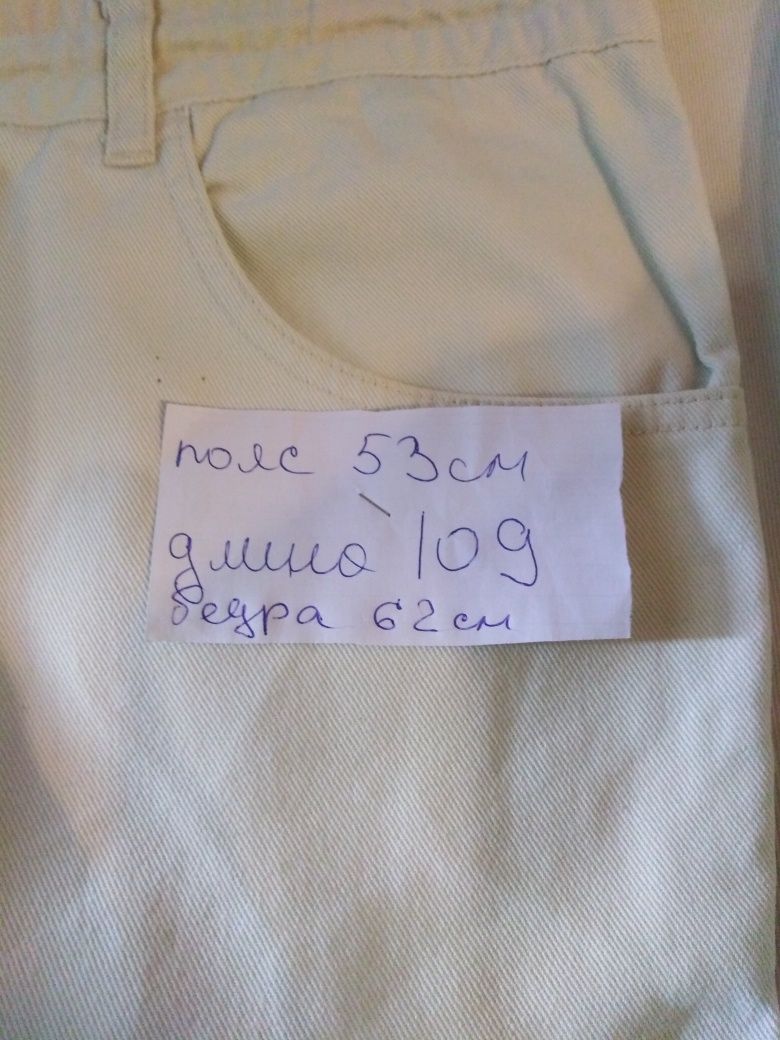 пояс 53см
длина 109
бедра 62см